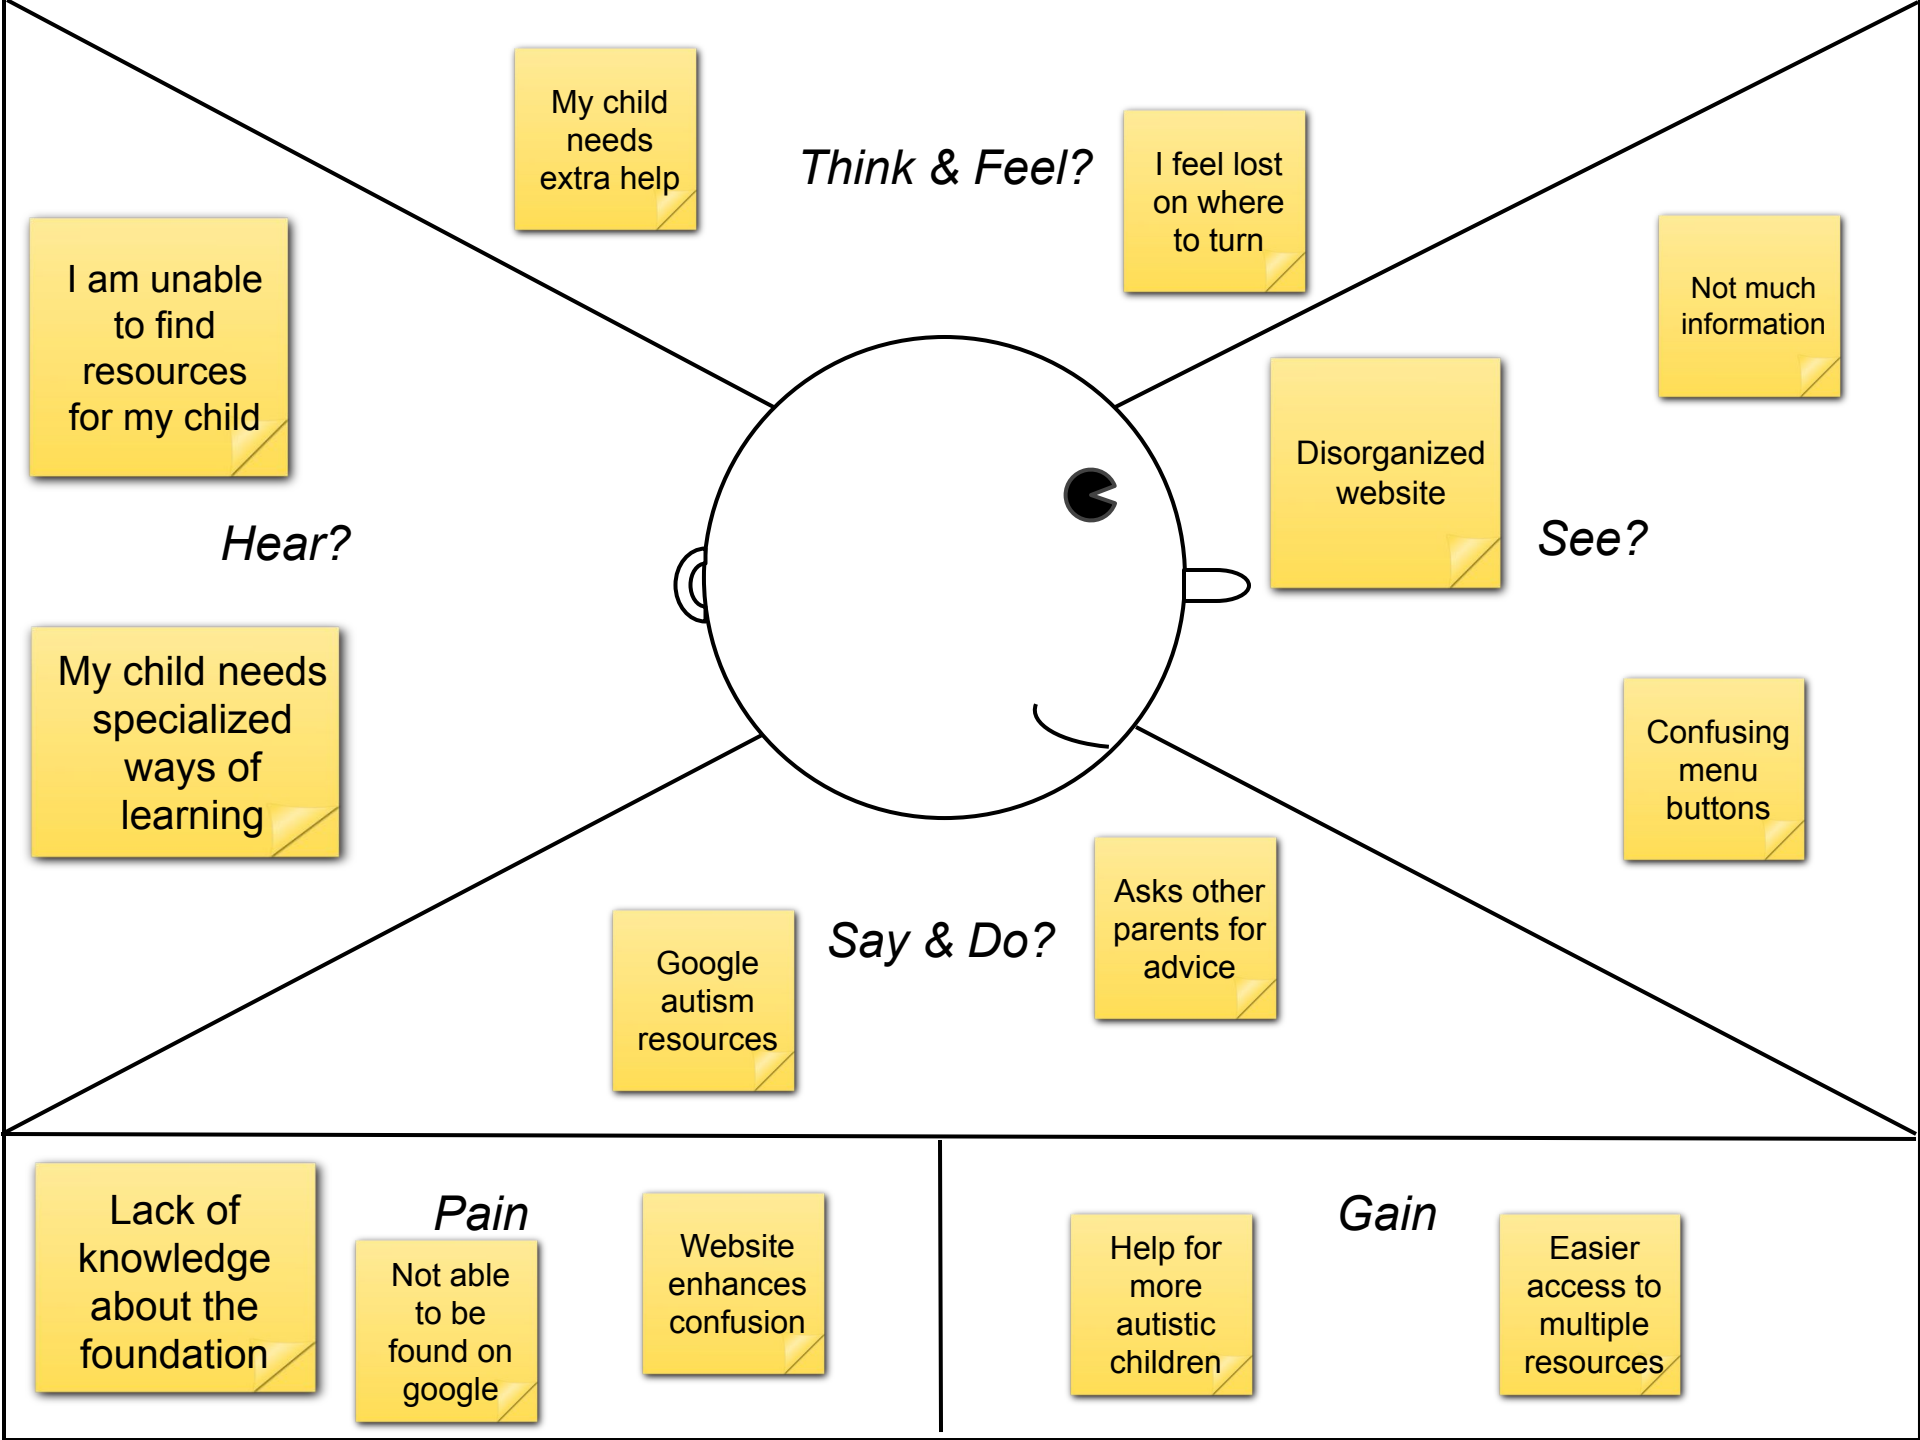 My child
needs
extra help
Think & Feel?
I feel lost
on where
to turn
I am unable
to find
resources
for my child
Hear?
My child needs
specialized
ways of
learning
Not much
information
Disorganized
website
See?
Confusing
menu
buttons
Google
autism
resources
Say & Do?
Asks other
parents for
advice
Lack of
knowledge
about the
foundation
Pain
Not able
to be
found on
google
Website
enhances
confusion
Gain
Help for
more
autistic
children
Easier
access to
multiple
resources